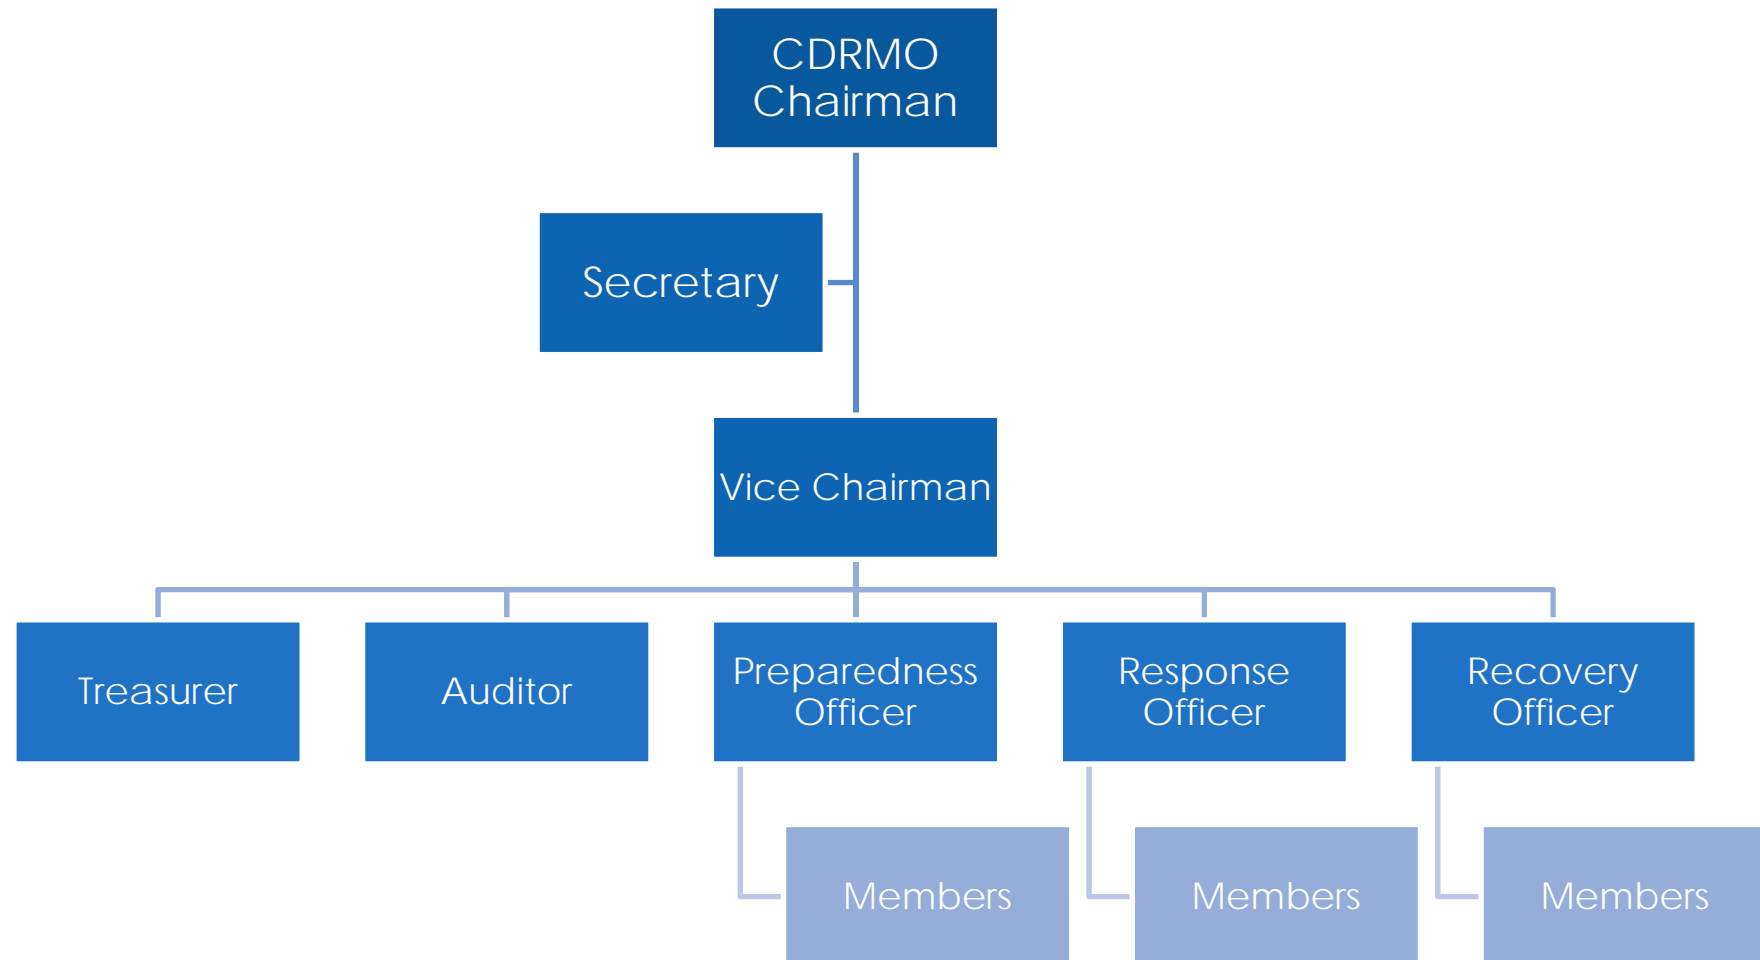 CDRMO
Chairman
Secretary
Vice Chairman
Treasurer
Auditor
Preparedness
Officer
Response
Officer
Recovery
Officer
Members
Members
Members